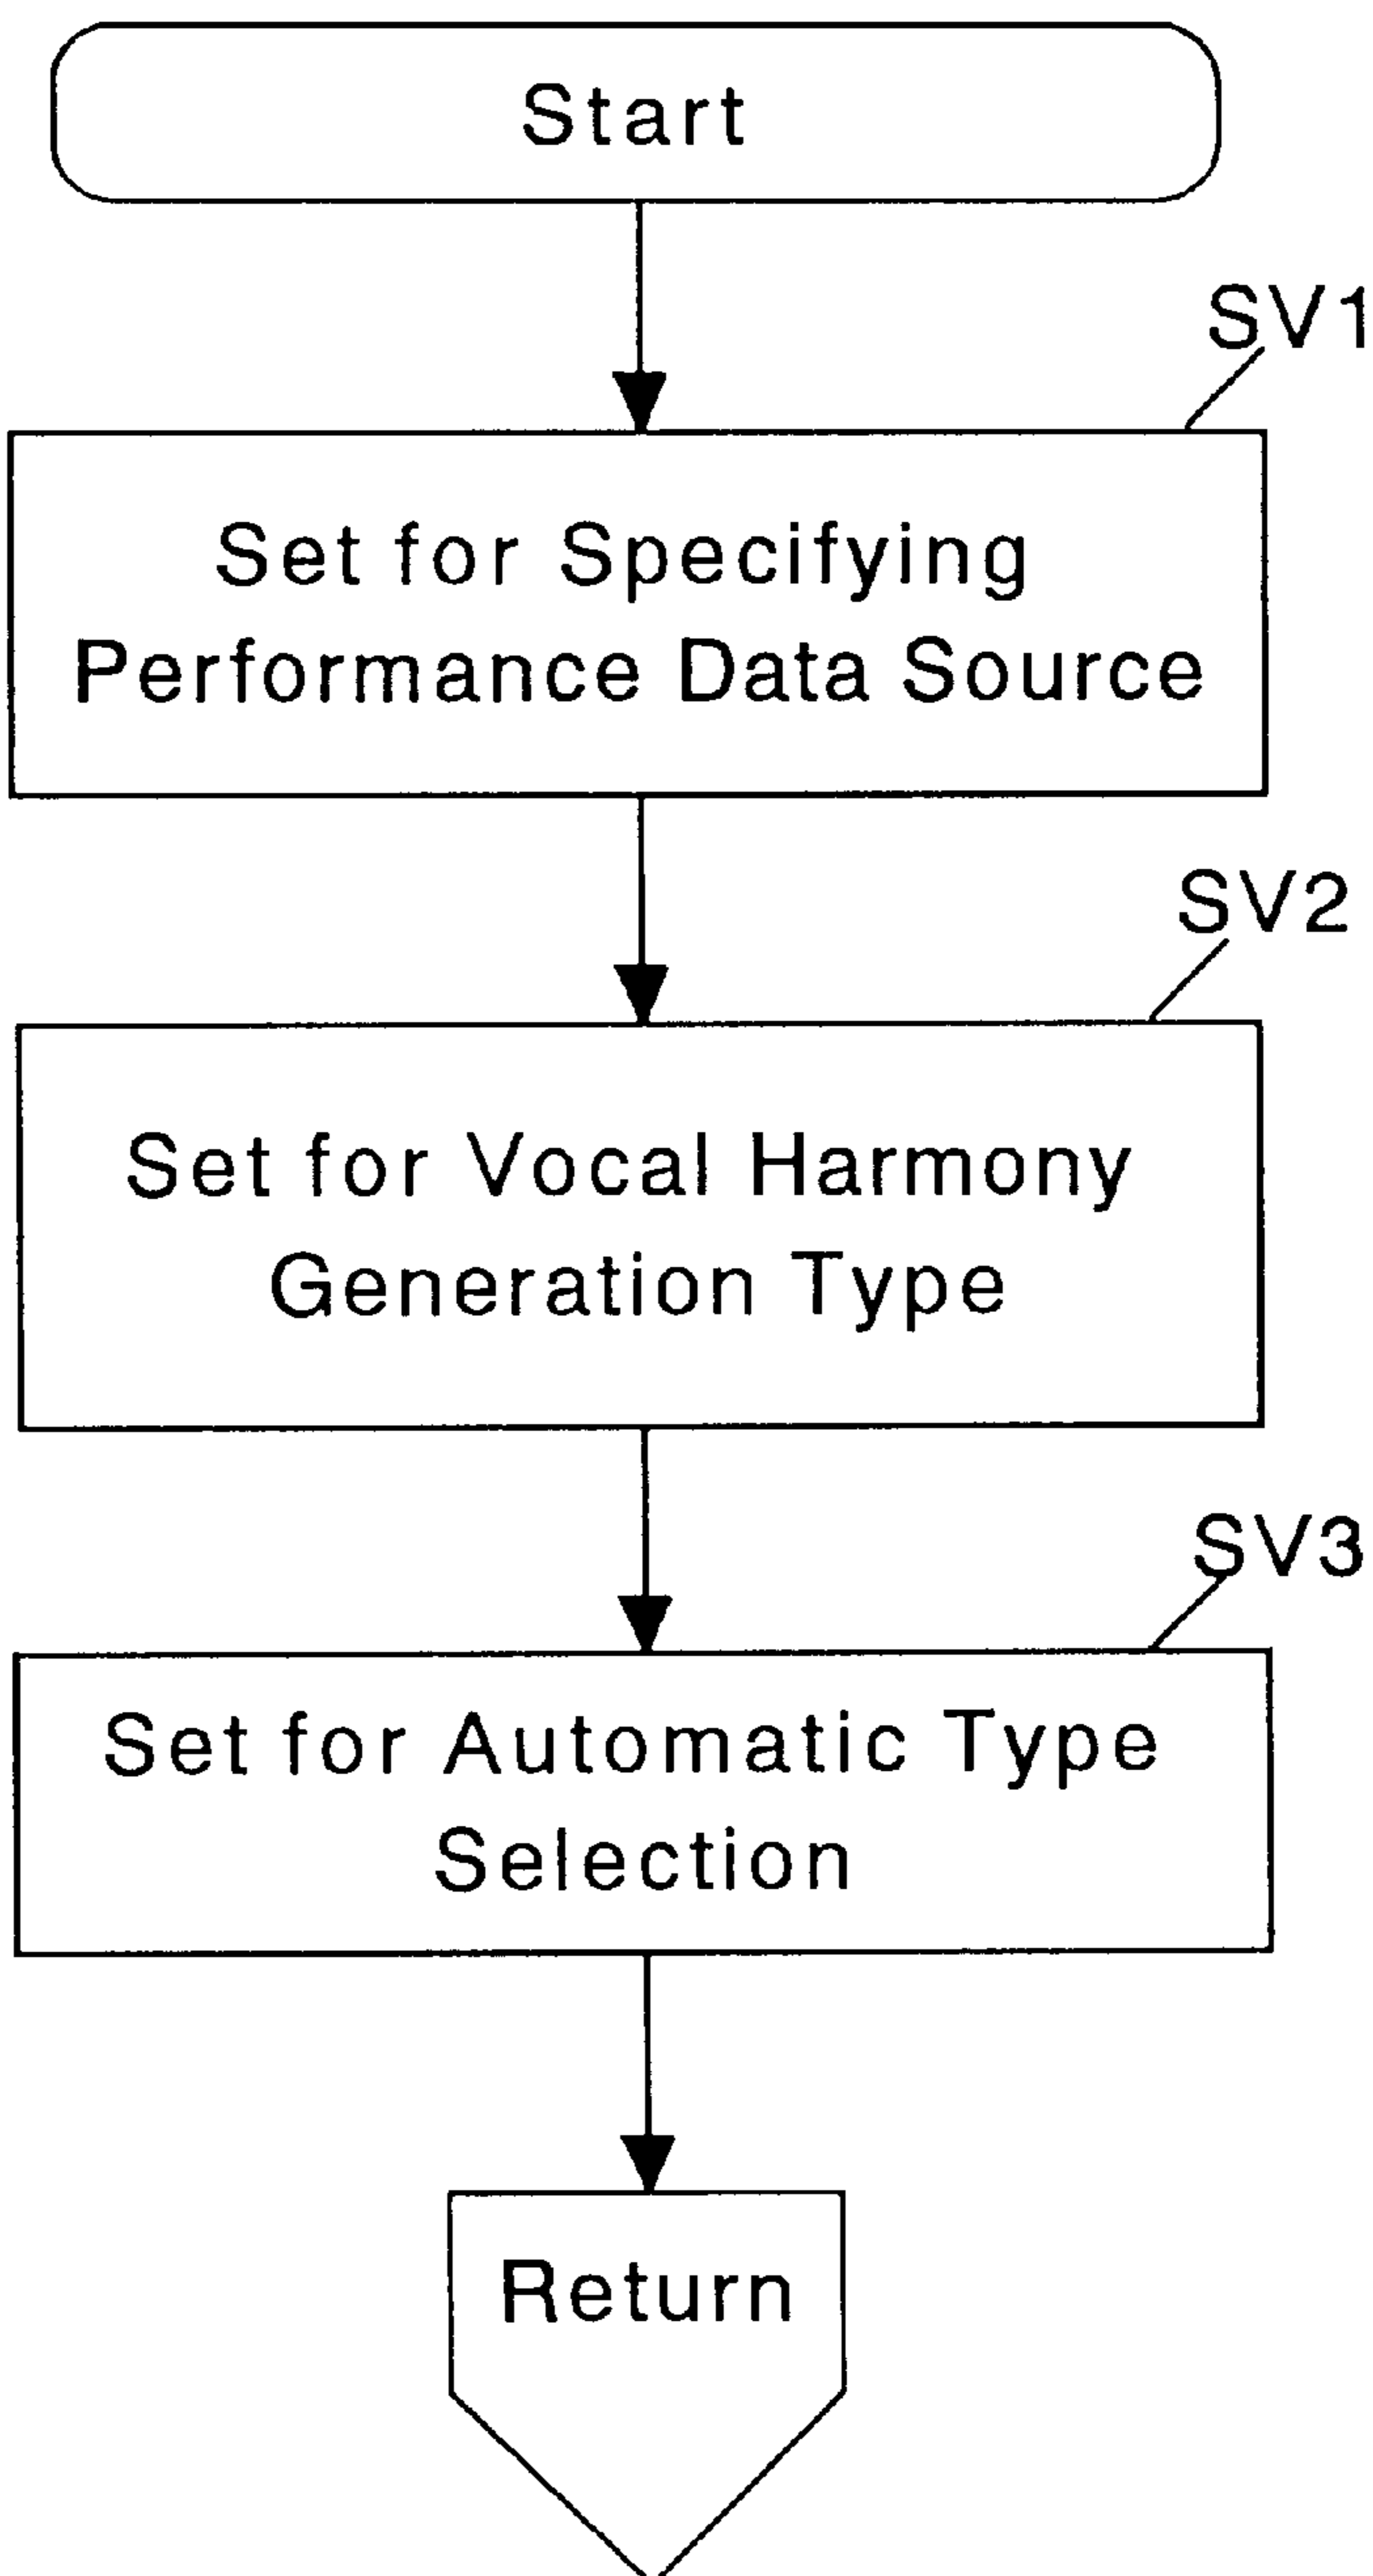 Start
SV1
Set for Specifying
Performance Data Source
SV2
Set for Vocal Harmony
Generation Type
SV3
Set for Automatic Type
Selection
Return